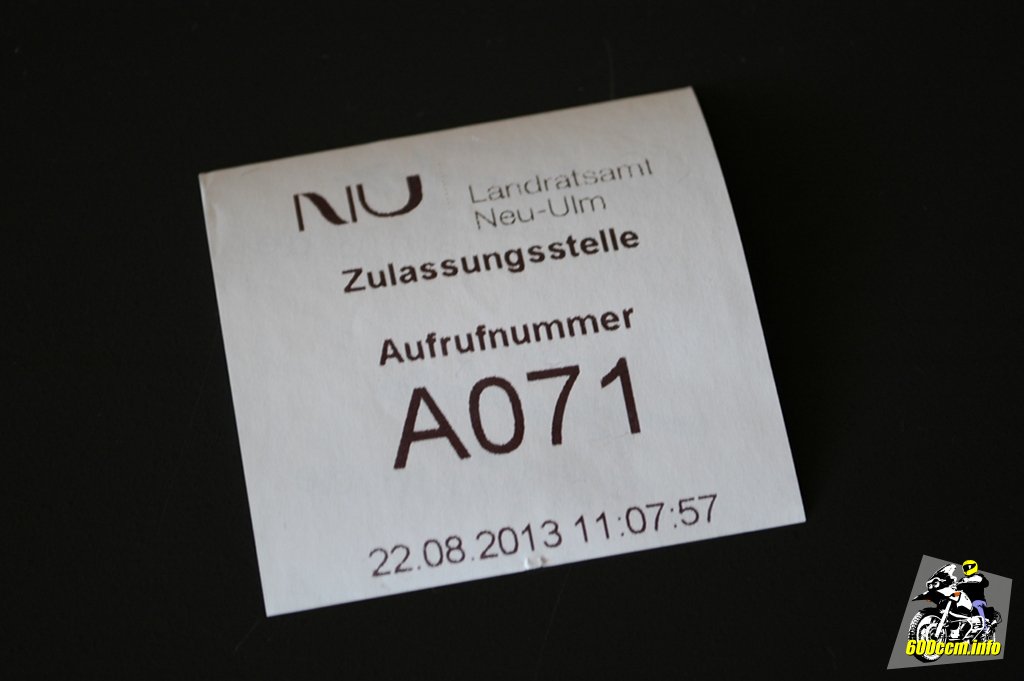 NU
Landratsamt
Neu-Ulm
Zulassungsstelle
Aufrufnummer
A071
22.08.2013 11:07:57
600ccm.info